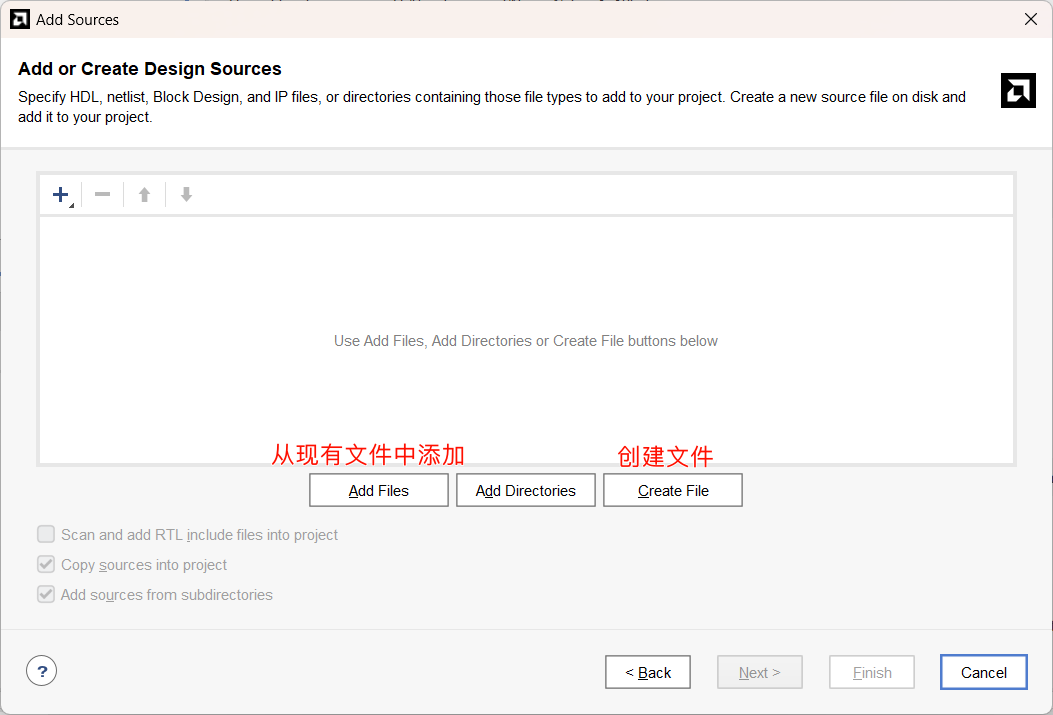 Add Sources
Add or Create Design Sources
Specify HDL, netlist, Block Design, and IP files, or directories containing those file types to add to your project. Create a new source file on disk and
add it to your project.
Use Add Files, Add Directories or Create File buttons below
从现有文件中添加 创建文件
Add Files Add Directories Create File
Scan and add RTL include files into project
Copy sources into project
Add sources from subdirectories
? < Back Next > Finish Cancel